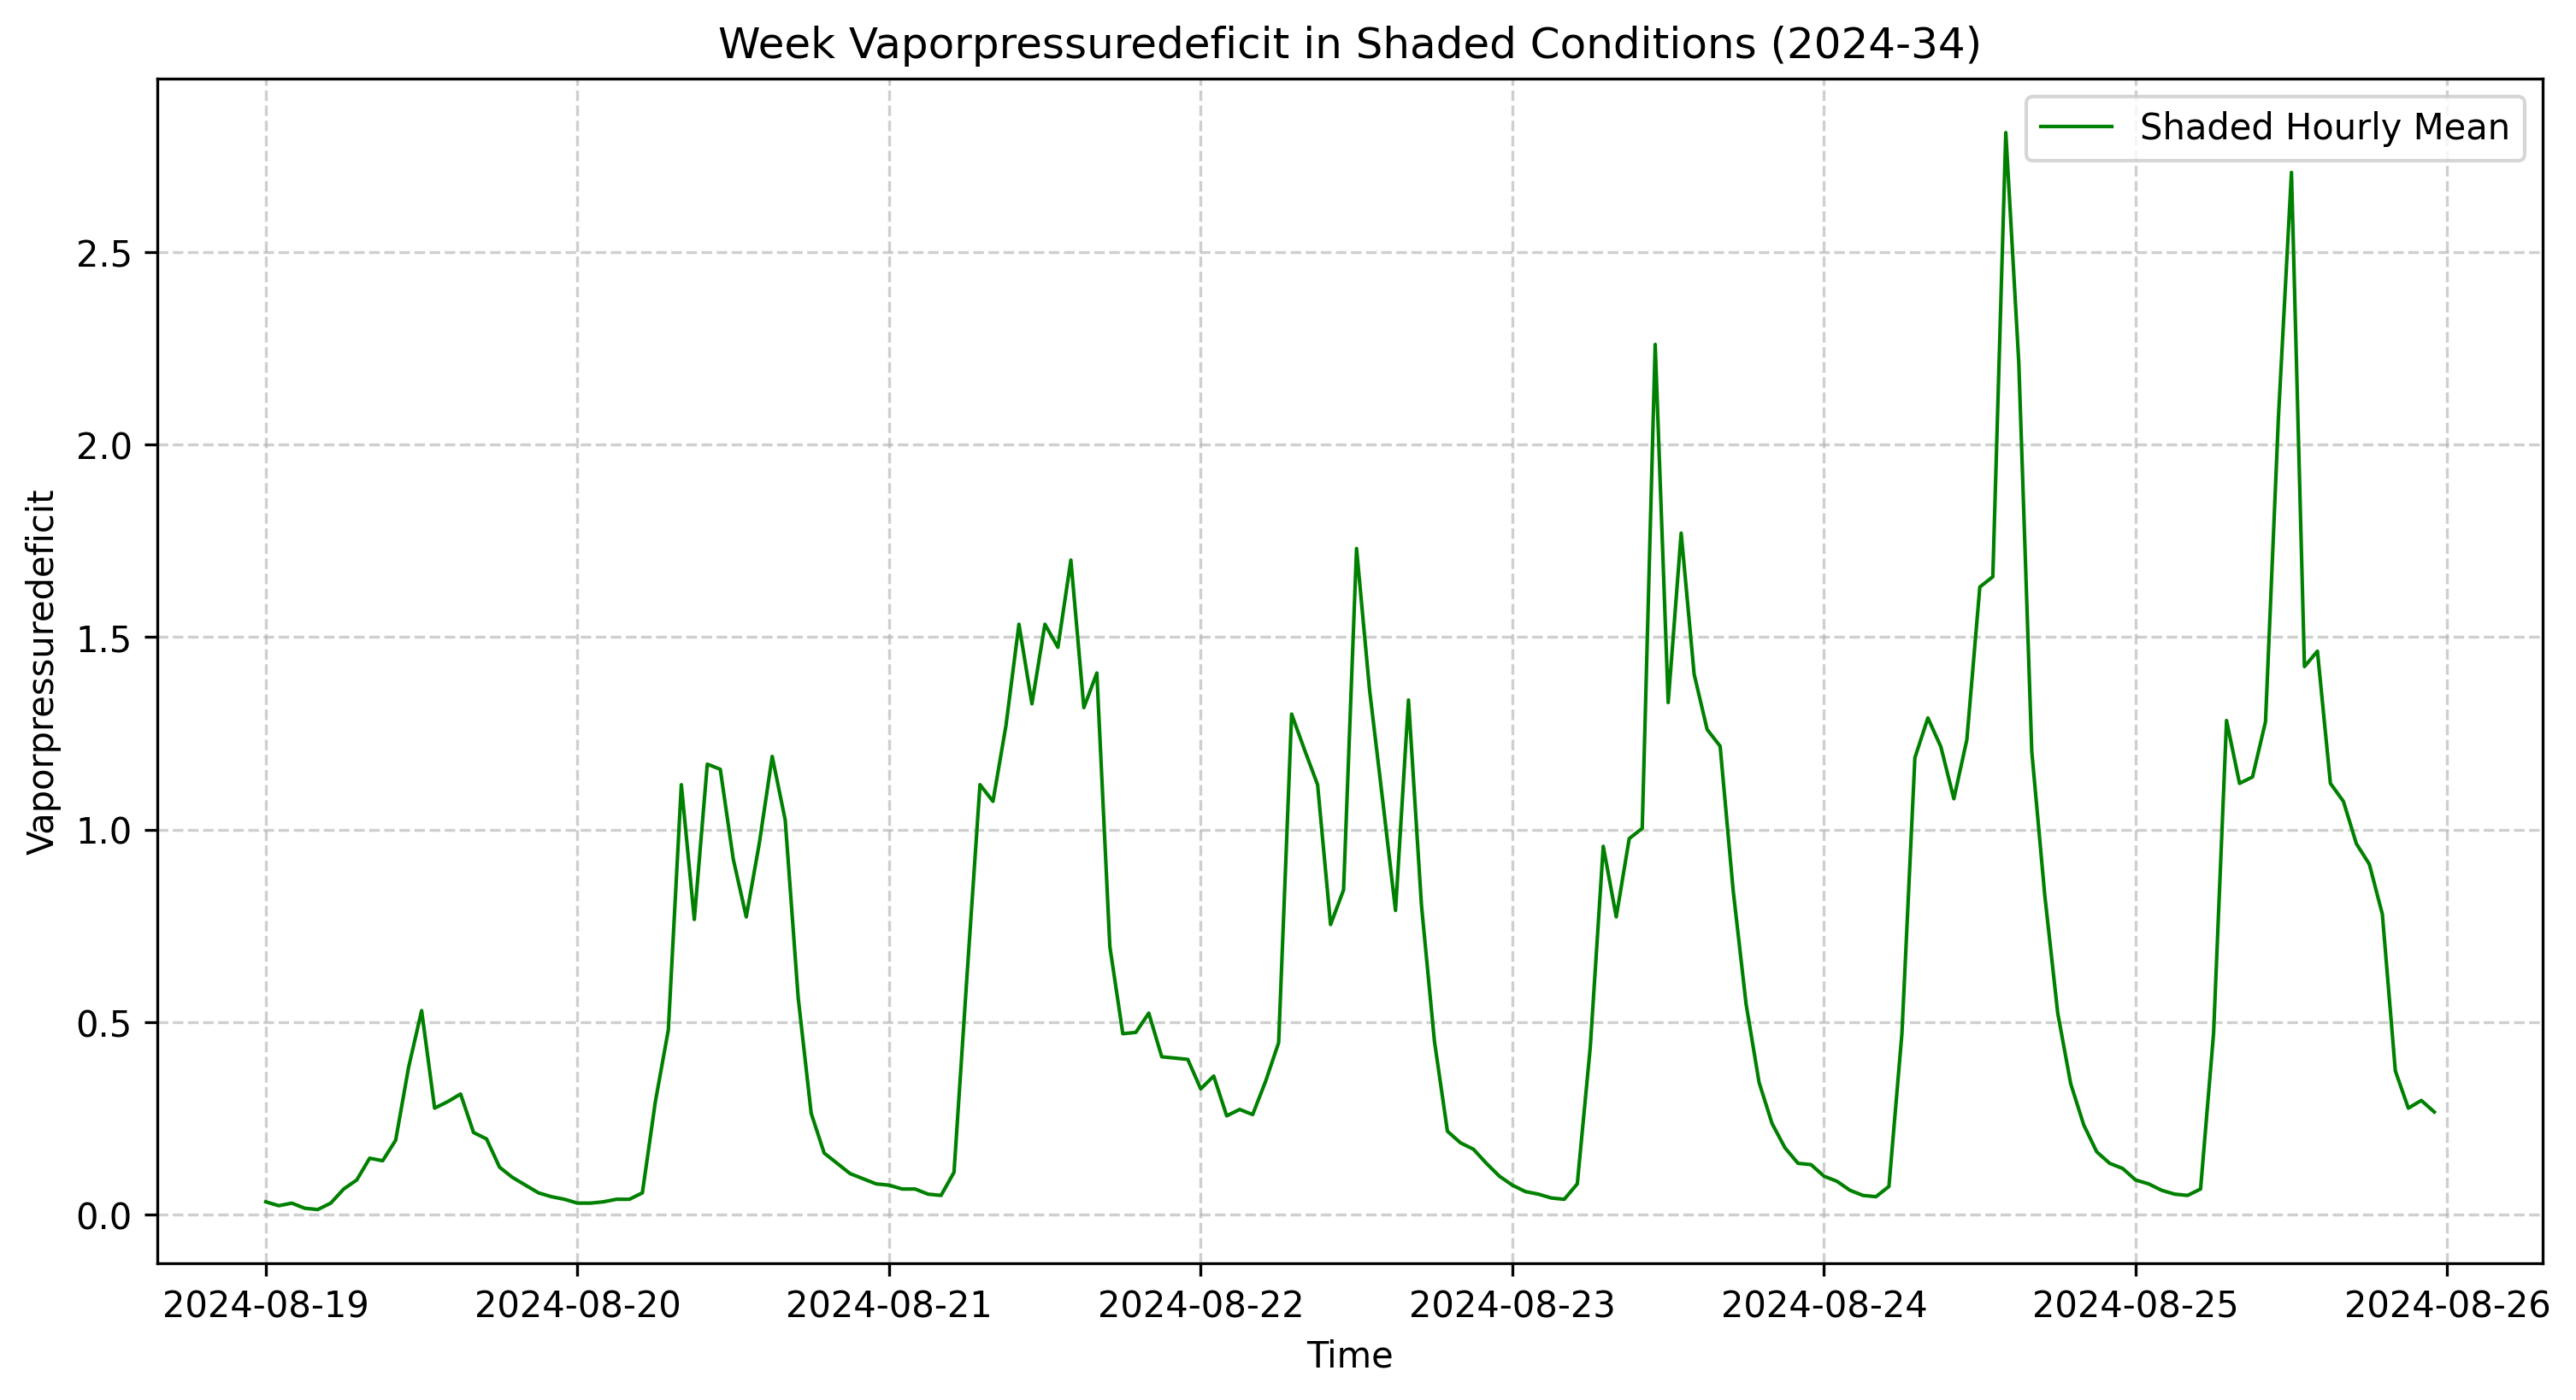 Week Vaporpressuredeficit in Shaded Conditions (2024-34)
Shaded Hourly Mean
Vaporpressuredeficit
2.5
2.0
1.5
1.0
0.5
0.0
2024-08-19 2024-08-20 2024-08-21 2024-08-22 2024-08-23 2024-08-24 2024-08-25 2024-08-26
Time